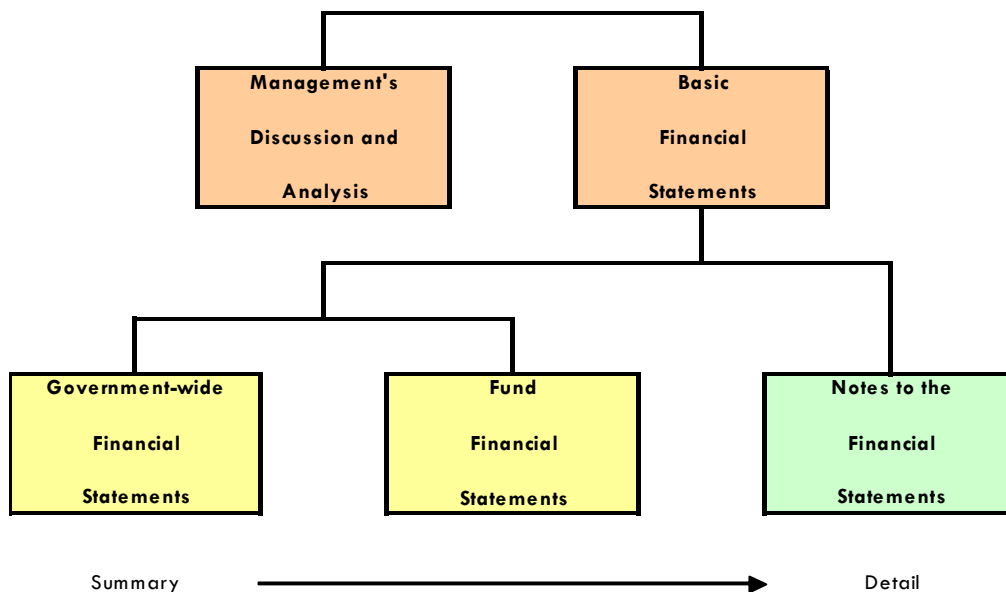 Management's
Discussion and
Analysis
Basic
Financial
Statements
Government-wide
Financial
Statements
Fund
Financial
Statements
Notes to the
Financial
Statements
Summary
Detail